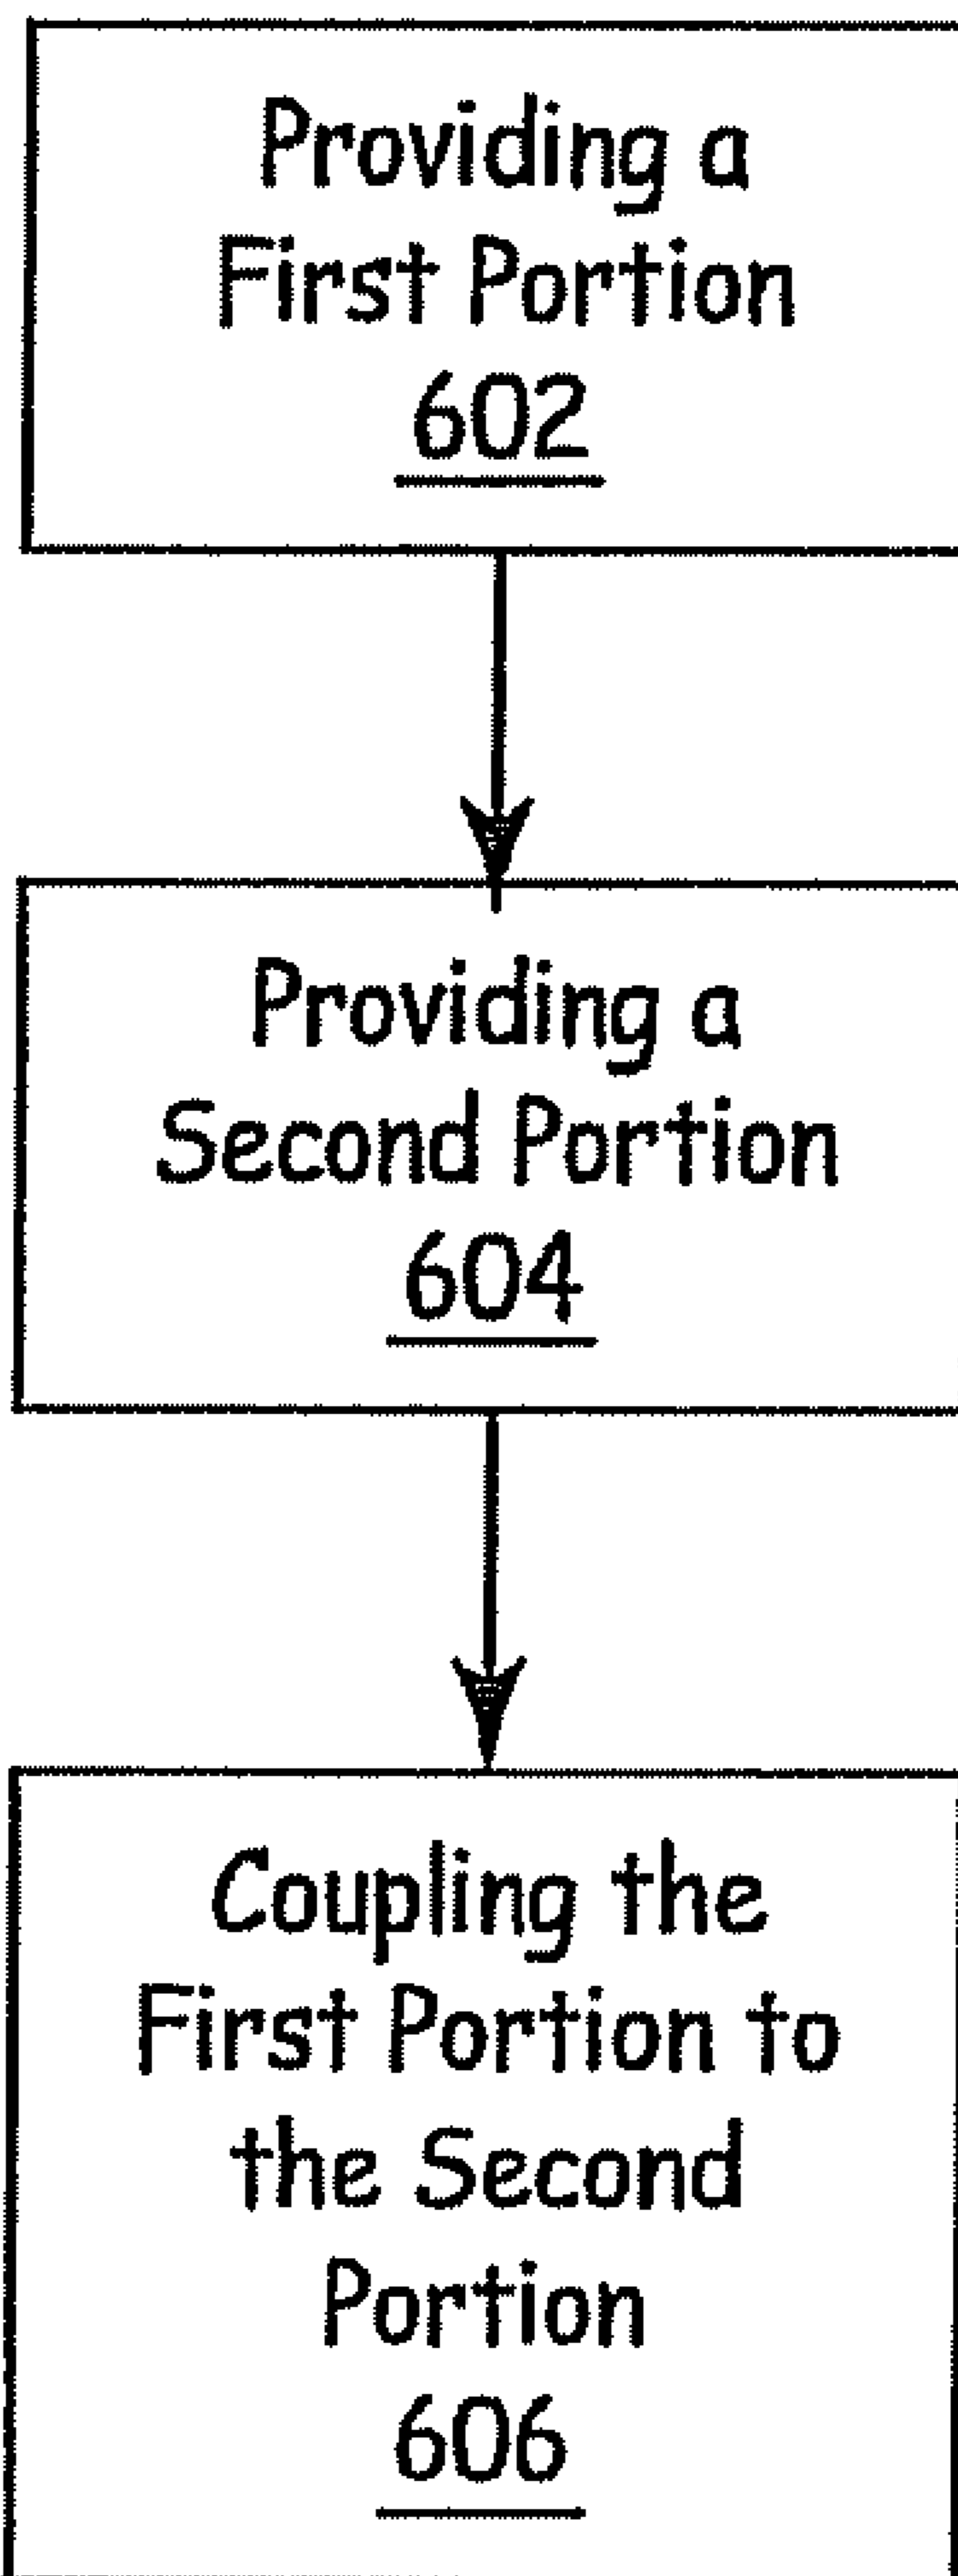 Providing a
First Portion
602
Providing a
Second Portion
604
Coupling the
First Portion to
the Second
Portion
606